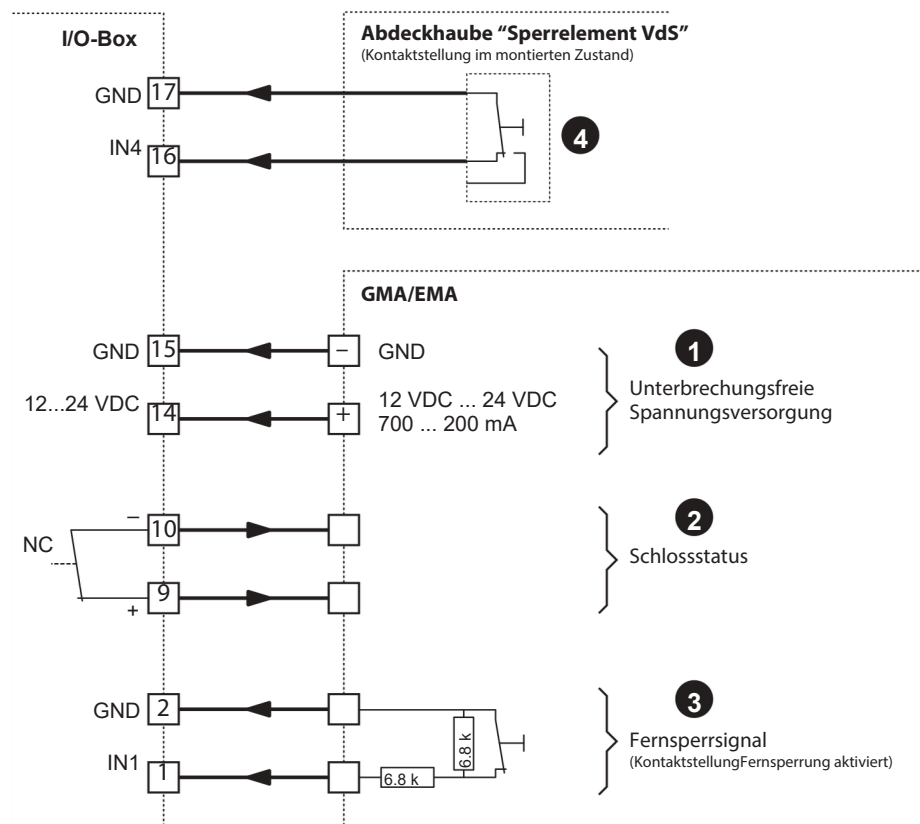 I/O-Box
Abdeckhaube “Sperrelement VdS”
(Kontaktstellung im montierten Zustand)
GND 17
IN4 16
4
GMA/EMA
GND 15 – GND
12...24 VDC 14 + 12 VDC ... 24 VDC
700 ... 200 mA
1
Unterbrechungsfreie
Spannungsversorgung
– 10
NC
9
+
2
Schlossstatus
GND 2
IN1 1
6.8 k
6.8 k
3
Fernsperrsignal
(KontaktstellungFernsperrung aktiviert)